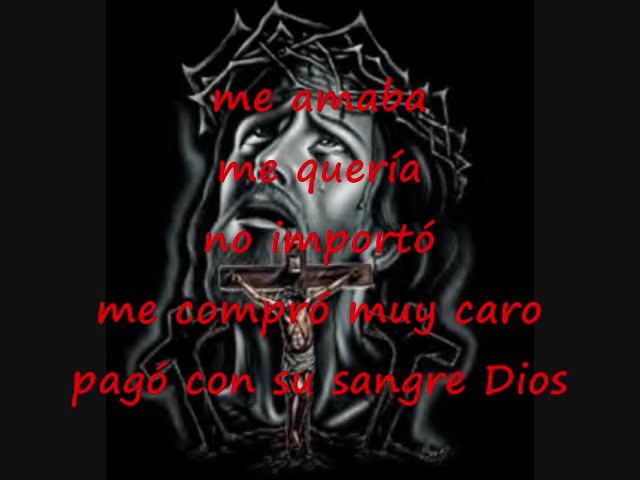 me amaba
me quería
no importó
me compró muy caro
pagó con su sangre Dios